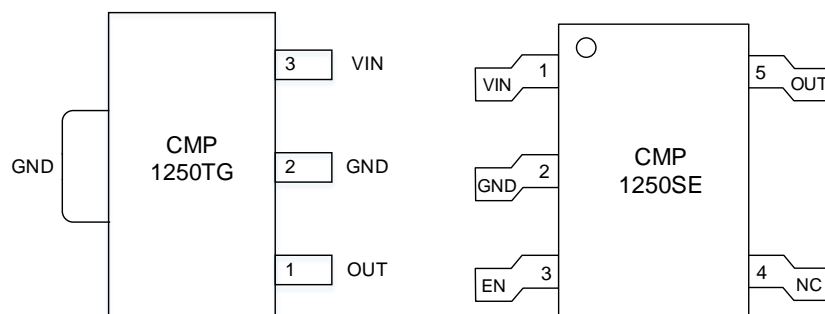 3 VIN
GND
CMP
1250TG
2 GND
1 OUT
VIN 1
5 OUT
GND 2
CMP
1250SE
EN 3
4 NC